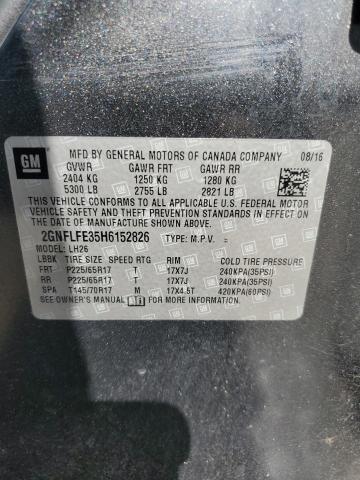 GM
MFD BY GENERAL MOTORS OF CANADA COMPANY 08/16
GVWR GAWR FRT GAWR RR
2404 KG 1250 KG 1280 KG
5300 LB 2755 LB 2821 LB
THIS VEHICLE CONFORMS TO ALL APPLICABLE U.S. FEDERAL MOTOR
VEHICLE SAFETY AND THEFT PREVENTION STANDARDS IN EFFECT
ON THE DATE OF MANUFACTURE SHOWN ABOVE.
2GNFLFE35H6152826 TYPE: M.P.V.
MODEL: LH26
LBBK TIRE SIZE SPEED RTG RIM COLD TIRE PRESSURE
FRT P225/65R17 T 17X7J 240KPA(35PSI)
RR P225/65R17 T 17X7J 240KPA(35PSI)
SPA T145/70R17 M 17X4.5T 420KPA(60PSI)
SEE OWNER'S MANUAL FOR MORE INFORMATION